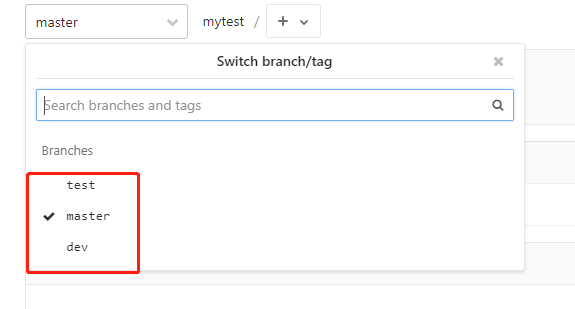 master mytest / +
Switch branch/tag
Search branches and tags
Branches
test
master
dev